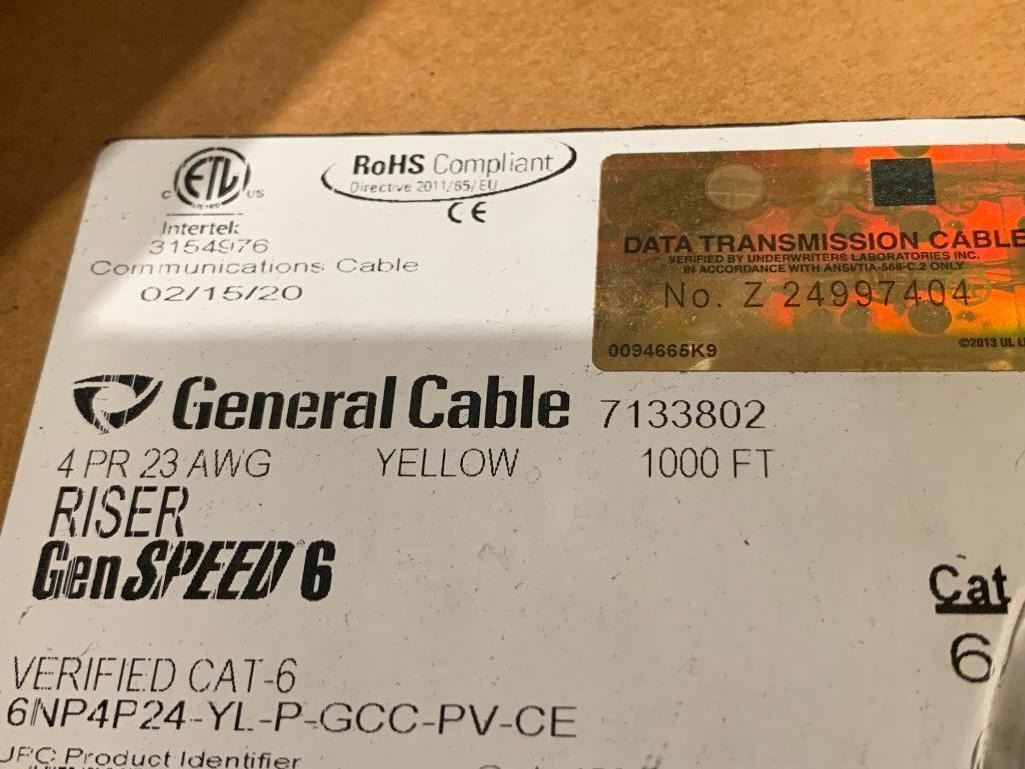 ETL
C US
Intertek
3154976
Communications Cable
02/15/20
RoHS Compliant
Directive 2011/65/EU
CE
DATA TRANSMISSION CABLE
VERIFIED BY UNDERWRITERS LABORATORIES INC.
IN ACCORDANCE WITH ANSI/TIA-568-C.2 ONLY
No. Z 24997404
0094665K9
©2013 UL
General Cable 7133802
4 PR 23 AWG YELLOW 1000 FT
RISER
GenSPEED 6
Cat
6
VERIFIED CAT-6
6NP4P24-YL-P-GCC-PV-CE
UPC Product Identifier